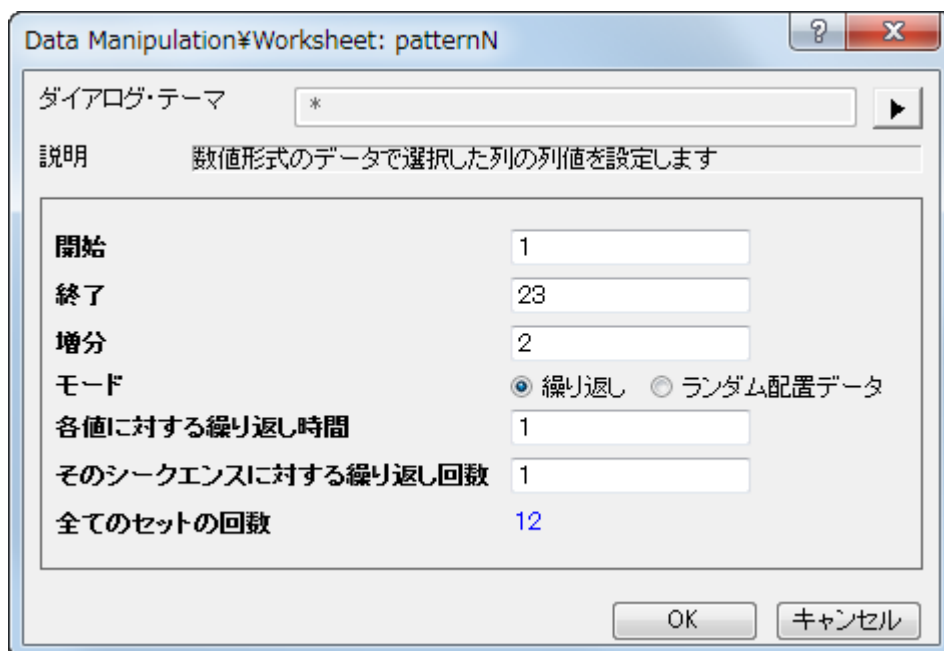 Data Manipulation¥Worksheet: patternN
ダイアログ・テーマ *
説明 数値形式のデータで選択した列の列値を設定します
開始 1
終了 23
増分 2
モード 繰り返し ランダム配置データ
各値に対する繰り返し時間 1
そのシークエンスに対する繰り返し回数 1
全てのセットの回数 12
OK キャンセル